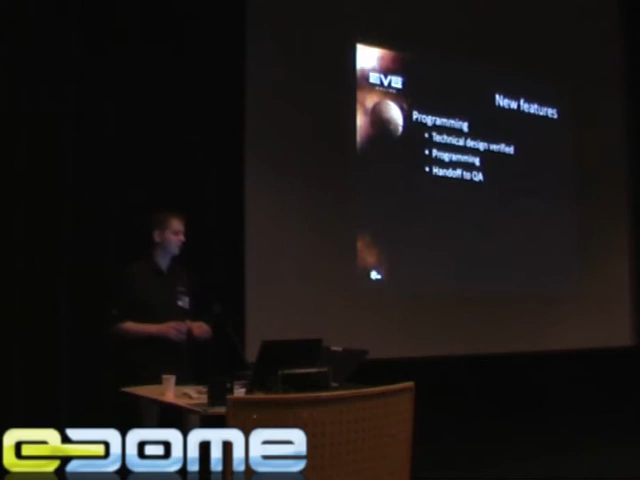 EVE
New features
Programming
• Technical design verified
• Programming
• Handoff to QA
e-dome